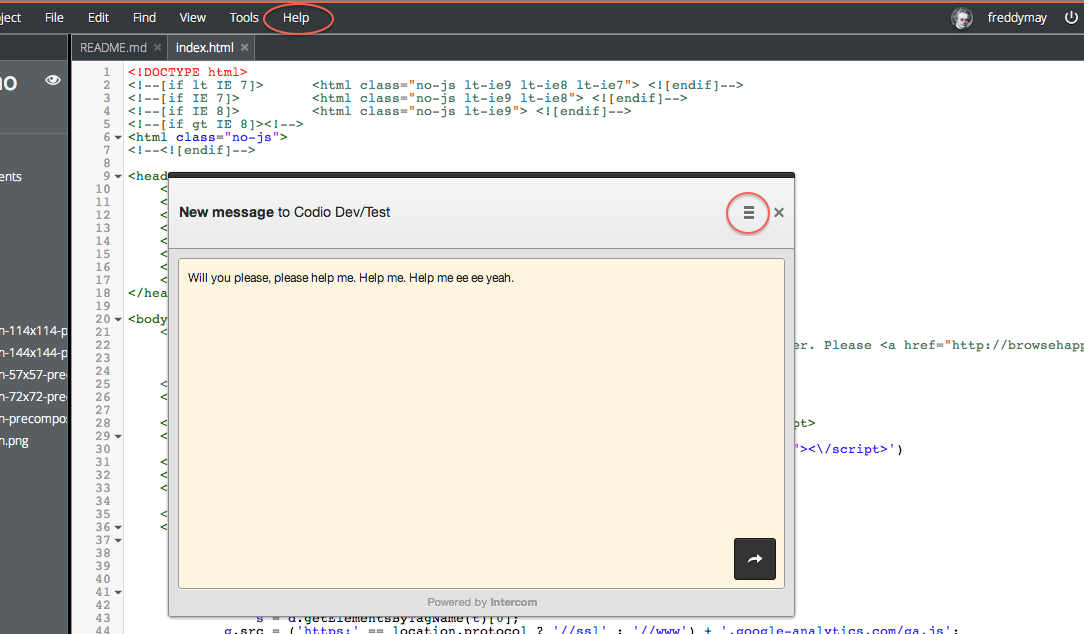 ject File Edit Find View Tools Help freddymay
README.md × index.html ×
1 <!DOCTYPE html>
2 <!--[if lt IE 7]> <html class="no-js lt-ie9 lt-ie8 lt-ie7"> <![endif]-->
3 <!--[if IE 7]> <html class="no-js lt-ie9 lt-ie8"> <![endif]-->
4 <!--[if IE 8]> <html class="no-js lt-ie9"> <![endif]-->
5 <!--[if gt IE 8]><!-->
6 <html class="no-js">
7 <!--<![endif]-->
8
ents
9 <head
10 <
11 <
12 <
13 <
14 <
15 <
16 <
17 <
18 </hea
19
20 <body
21 <
22 er. Please <a href="http://browsehapp
23
24
25 <
26 <
27
28 < pt>
29 <
30 "><\/script>')
31 <
32 <
33 <
34
35 <
36 <
37
38
39
40
41
42
43 s = d.getElementsByTagName(t)[0];
44 g.src = ('https:' == location.protocol ? '//ssl' : '//www') + '.google-analytics.com/ga.js';
no
n-114x114-p
n-144x144-p
n-57x57-pre
n-72x72-pre
n-precompo
n.png
New message to Codio Dev/Test ×
Will you please, please help me. Help me. Help me ee ee yeah.
Powered by Intercom